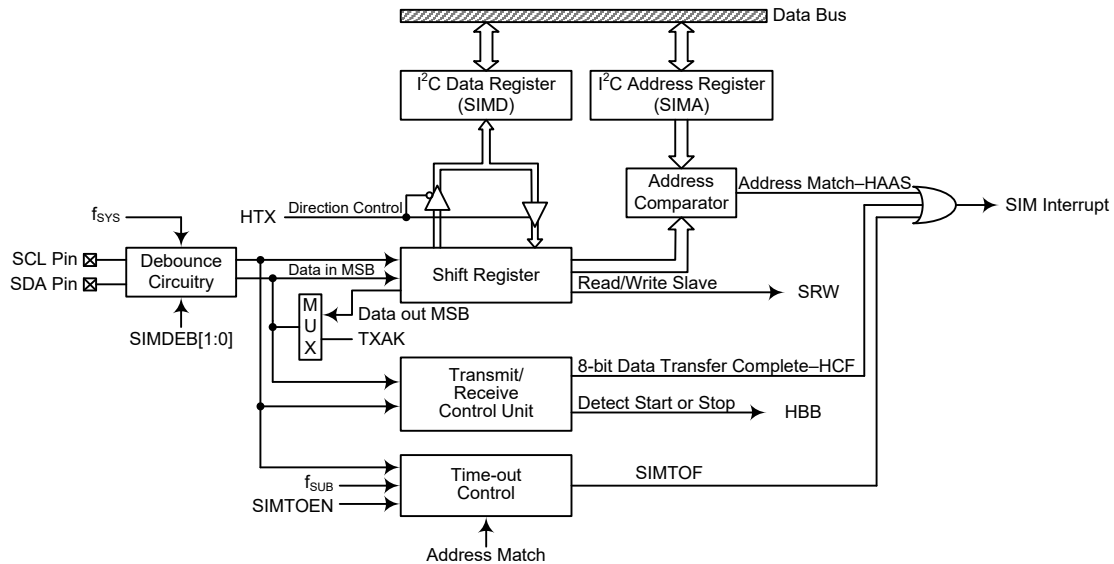 Data Bus
I²C Data Register
(SIMD)
I²C Address Register
(SIMA)
Address
Comparator
Address Match–HAAS
SIM Interrupt
HTX
Direction Control
fSYS
SCL Pin
SDA Pin
Debounce
Circuitry
SIMDEB[1:0]
Data in MSB
Shift Register
Read/Write Slave
SRW
M
U
X
Data out MSB
TXAK
Transmit/
Receive
Control Unit
8-bit Data Transfer Complete–HCF
Detect Start or Stop
HBB
fSUB
SIMTOEN
Time-out
Control
SIMTOF
Address Match